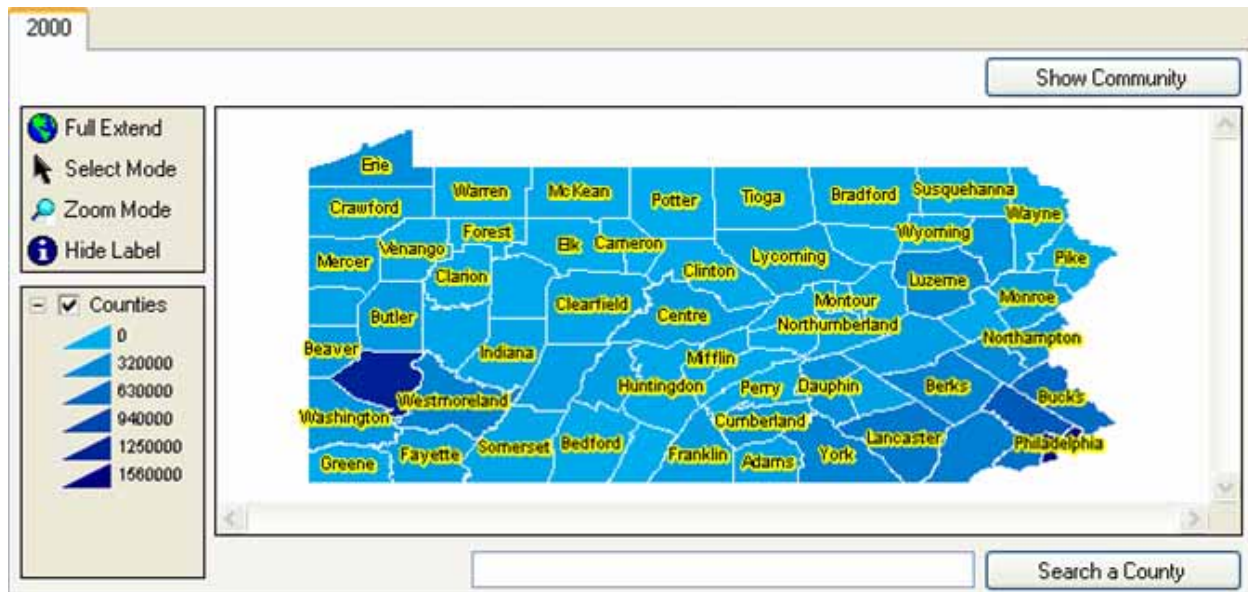 2000
Show Community
Full Extend
Select Mode
Zoom Mode
Hide Label
Counties
0
320000
630000
940000
1250000
1560000
Erie
Warren
McKean
Potter
Tioga
Bradford
Susquehanna
Crawford
Wayne
Forest
Wyoming
Venango
Elk
Cameron
Mercer
Lycoming
Pike
Clarion
Clinton
Luzerne
Clearfield
Montour
Monroe
Butler
Centre
Northumberland
Northampton
Beaver
Indiana
Mifflin
Huntingdon
Perry
Dauphin
Berks
Bucks
Westmoreland
Washington
Cumberland
Lancaster
Philadelphia
Somerset
Bedford
Fayette
Franklin
York
Greene
Adams
Search a County